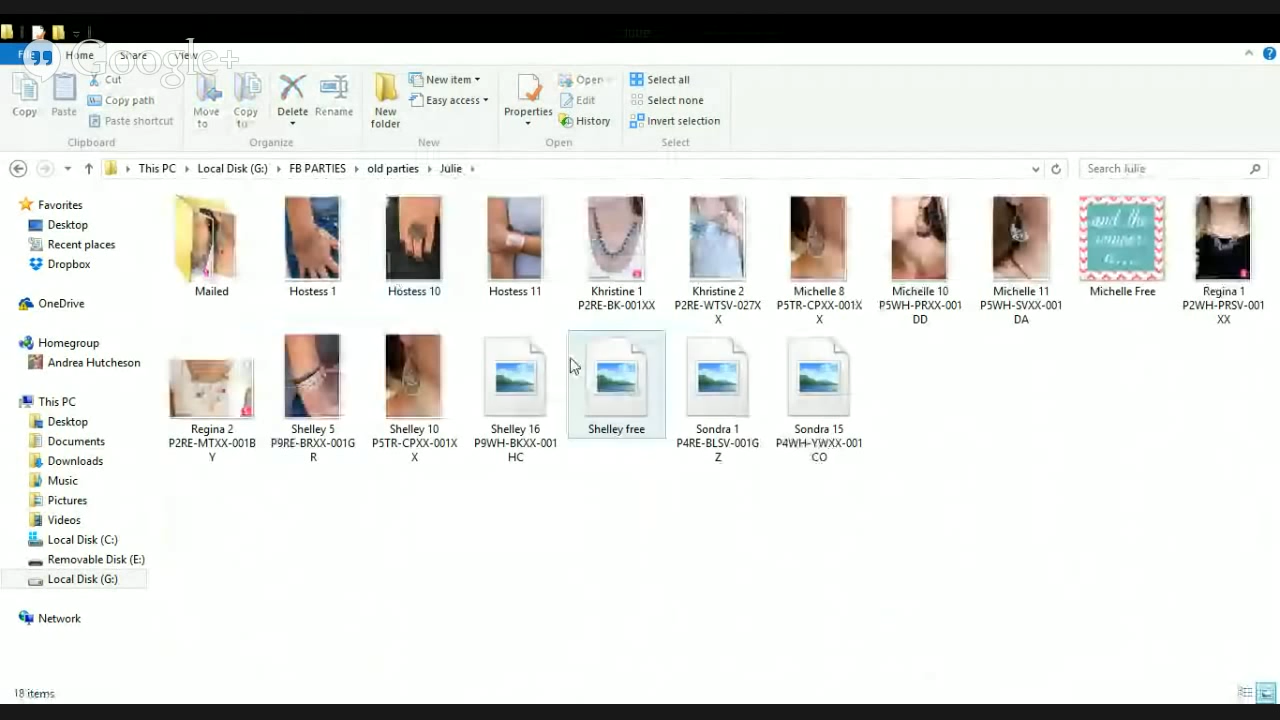 Julie
Google+
File Home Share View
Copy
Paste
Cut
Copy path
Paste shortcut
Clipboard
Move to
Copy to
Delete
Rename
Organize
New folder
New item
Easy access
New
Properties
Open
Edit
History
Open
Select all
Select none
Invert selection
Select
This PC Local Disk (G:) FB PARTIES old parties Julie
Search Julie
Favorites
Desktop
Recent places
Dropbox
OneDrive
Homegroup
Andrea Hutcheson
This PC
Desktop
Documents
Downloads
Music
Pictures
Videos
Local Disk (C:)
Removable Disk (E:)
Local Disk (G:)
Network
Mailed
Hostess 1
Hostess 10
Hostess 11
Khristine 1
P2RE-BK-001XX
Khristine 2
P2RE-WTSV-027X
X
Michelle 8
P5TR-CPXX-001X
X
Michelle 10
P5WH-PRXX-001
DD
Michelle 11
P5WH-SVXX-001
DA
and the
winner
is....
Michelle Free
Regina 1
P2WH-PRSV-001
XX
Regina 2
P2RE-MTXX-001B
Y
Shelley 5
P9RE-BRXX-001G
R
Shelley 10
P5TR-CPXX-001X
X
Shelley 16
P9WH-BKXX-001
HC
Shelley free
Sondra 1
P4RE-BLSV-001G
Z
Sondra 15
P4WH-YWXX-001
CO
18 items